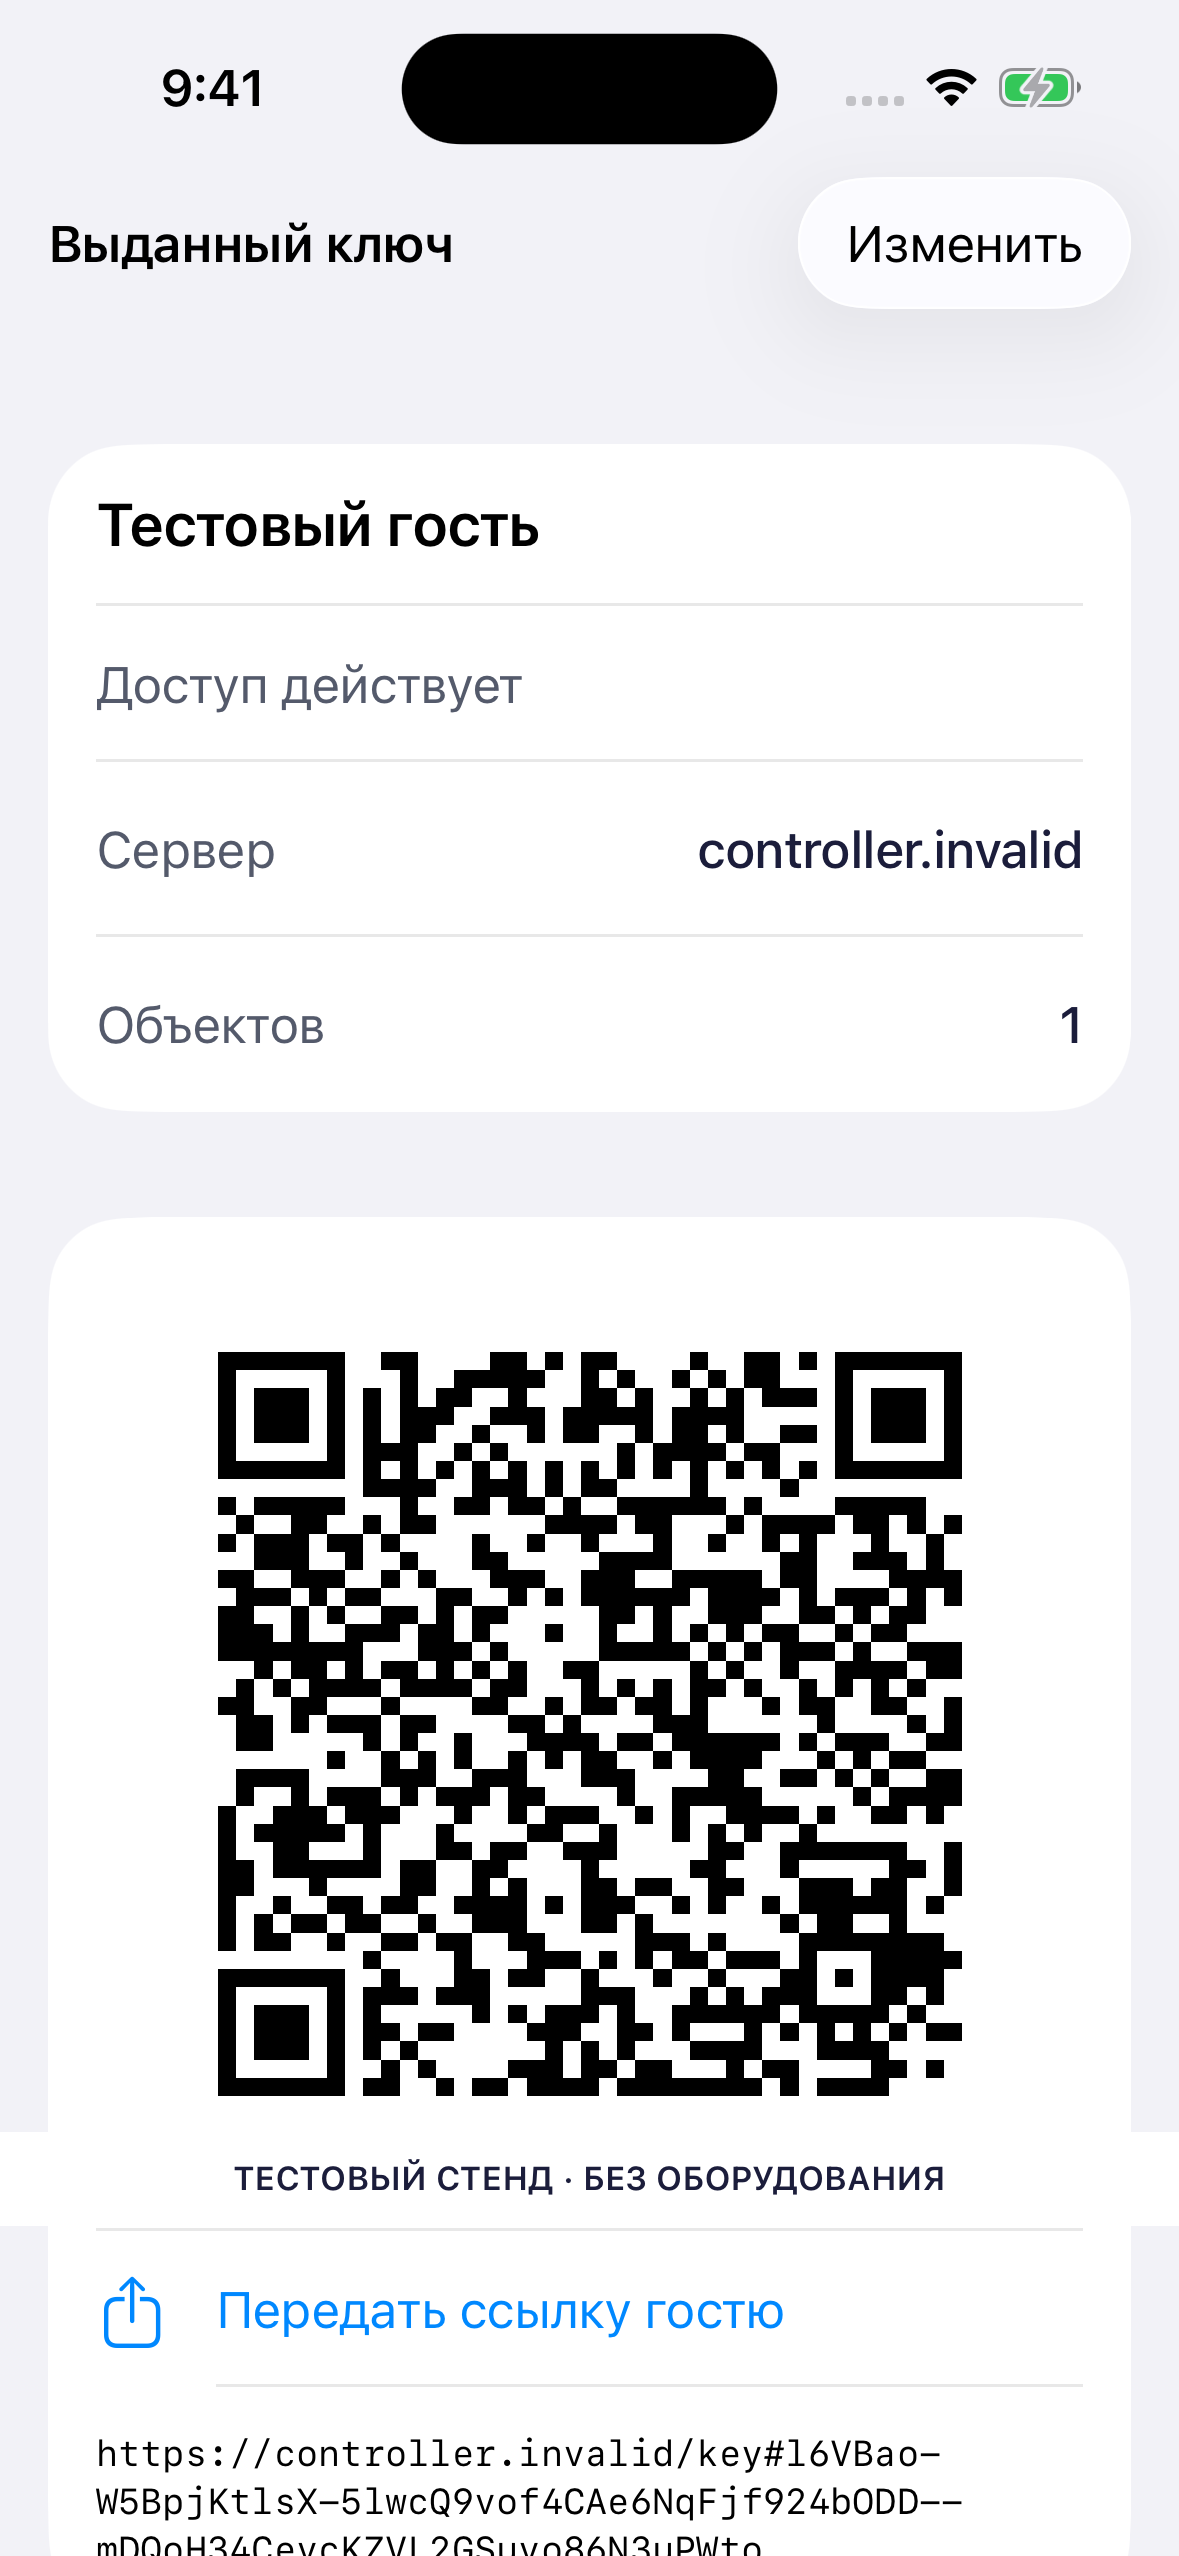 9:41
Выданный ключ
Изменить
Тестовый гость
Доступ действует
Сервер controller.invalid
Объектов 1
ТЕСТОВЫЙ СТЕНД · БЕЗ ОБОРУДОВАНИЯ
Передать ссылку гостю
https://controller.invalid/key#l6VBao-
W5BpjKtlsX-5lwcQ9vof4CAe6NqFjf924bODD--